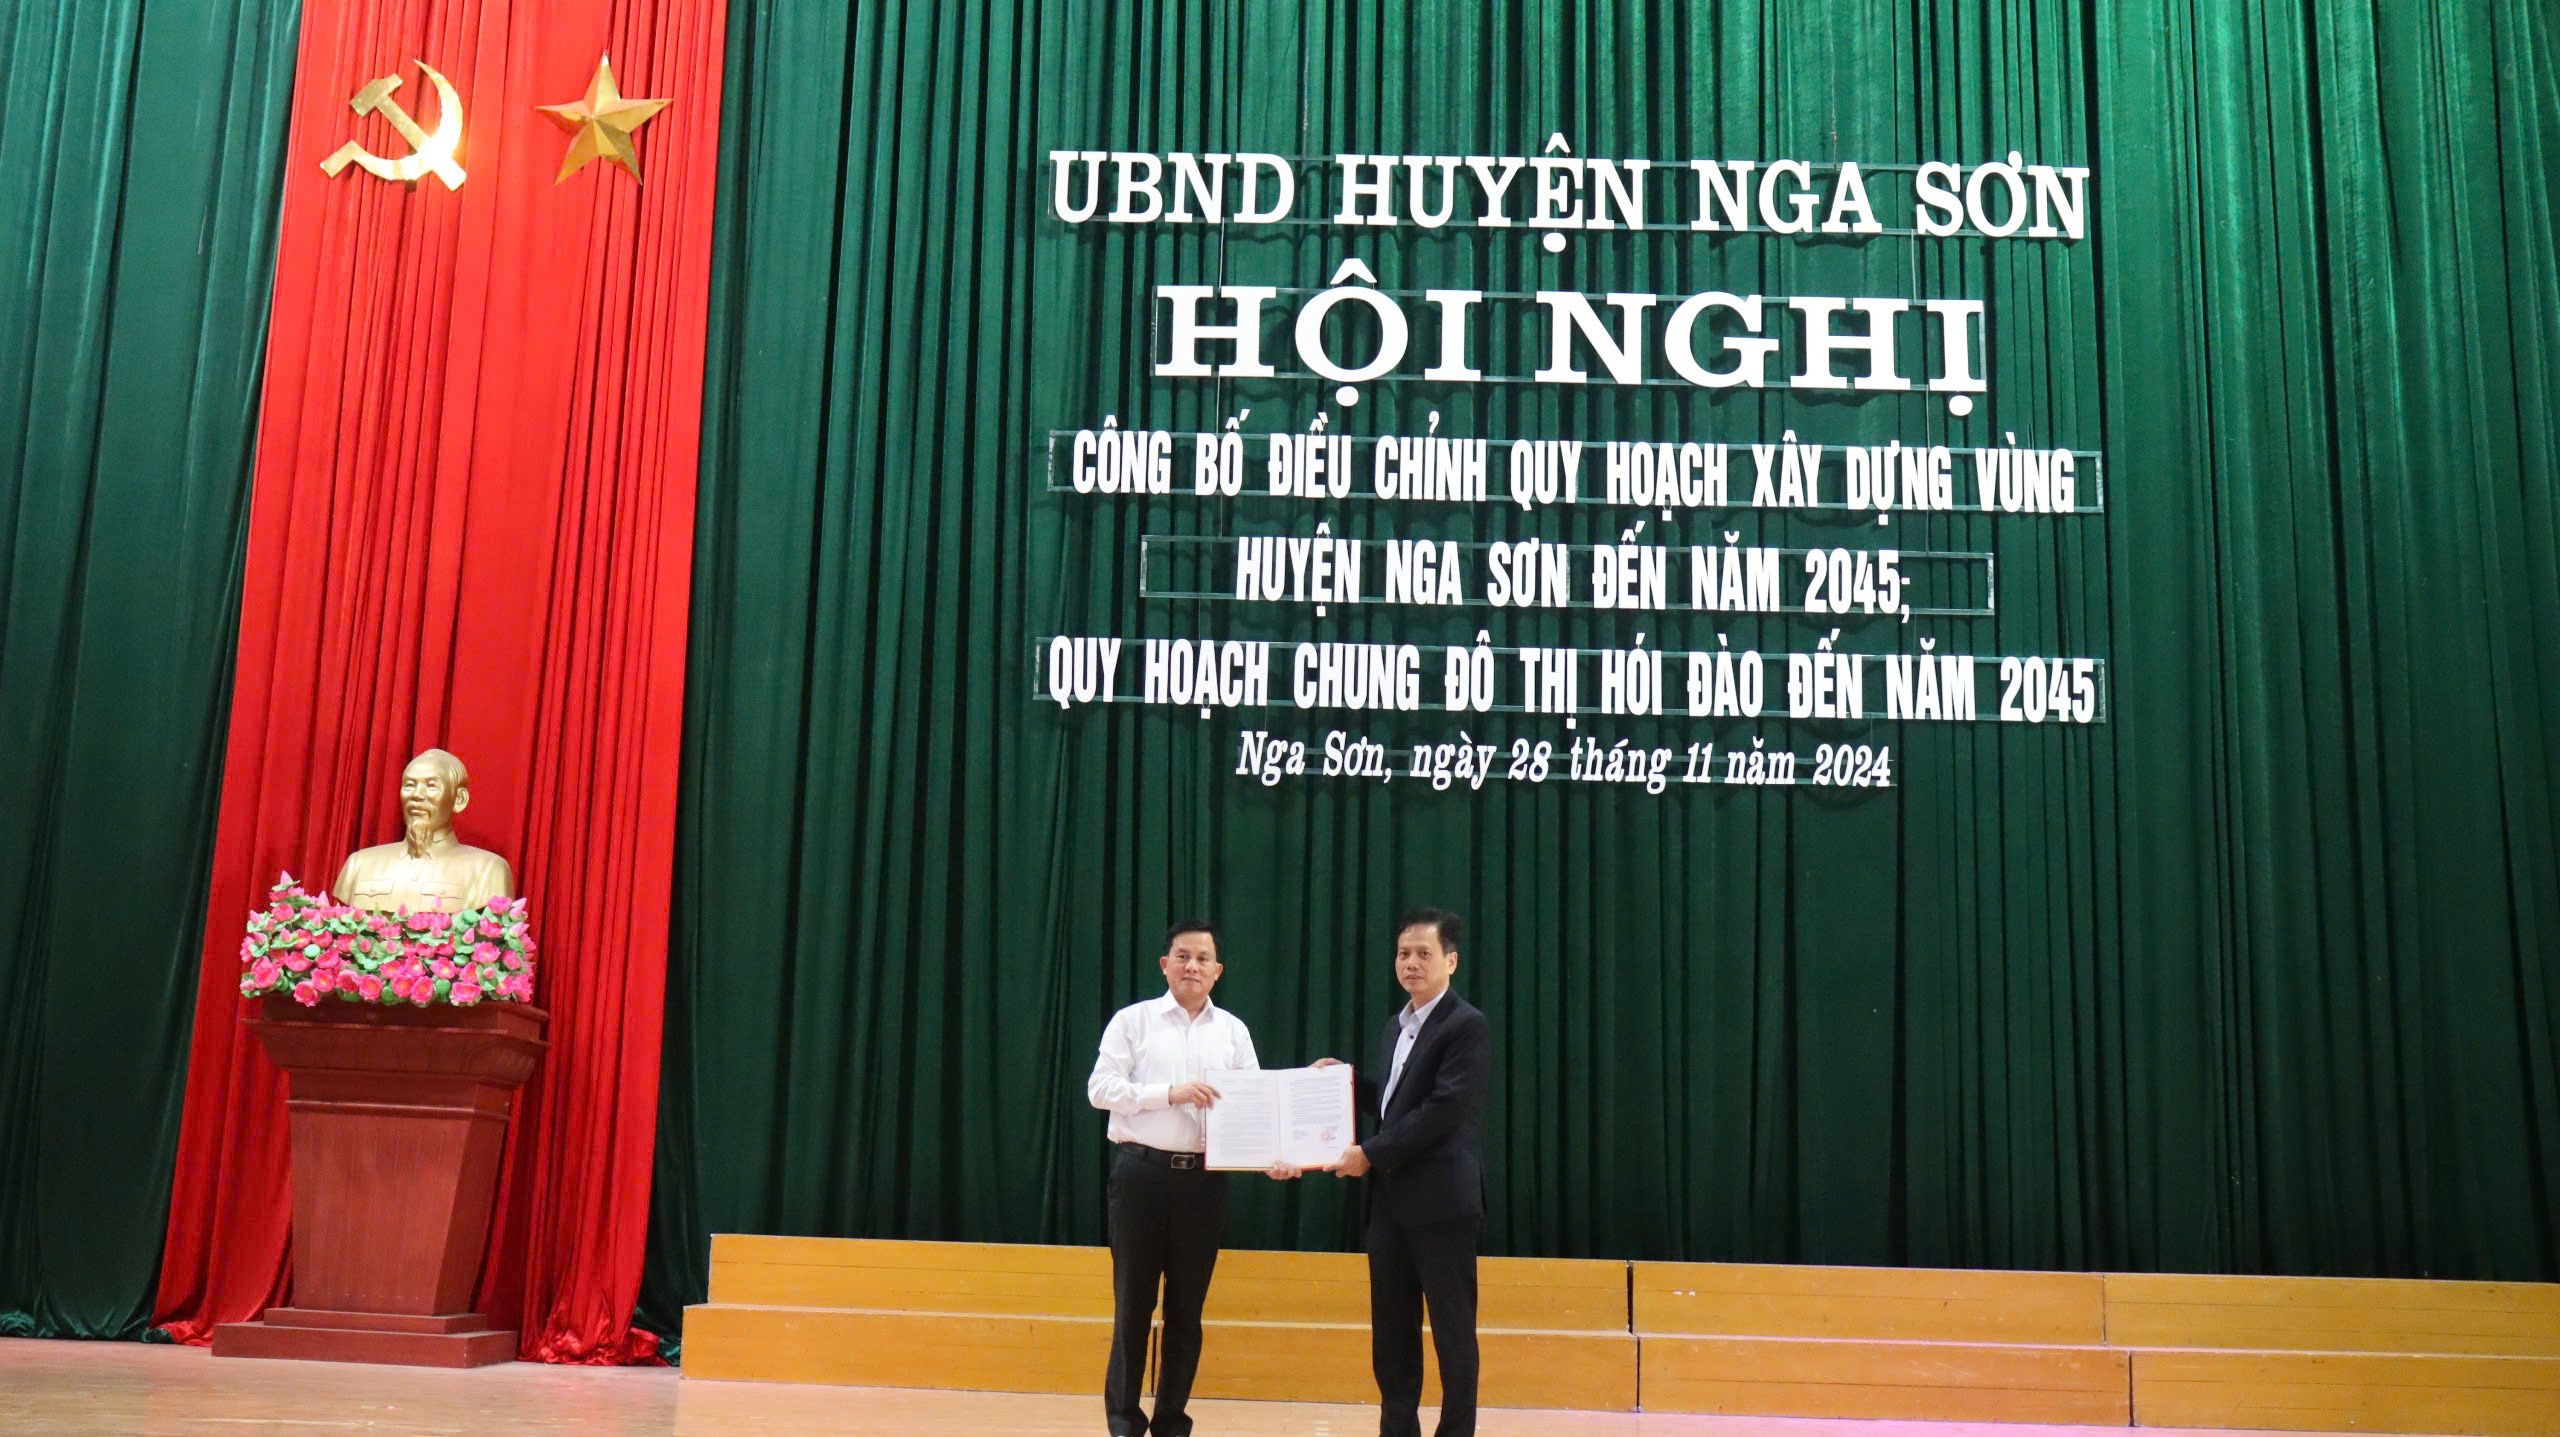 UBND HUYỆN NGA SƠN
HỘI NGHỊ
CÔNG BỐ ĐIỀU CHỈNH QUY HOẠCH XÂY DỰNG VÙNG
HUYỆN NGA SƠN ĐẾN NĂM 2045;
QUY HOẠCH CHUNG ĐÔ THỊ HÓI ĐÀO ĐẾN NĂM 2045
Nga Sơn, ngày 28 tháng 11 năm 2024